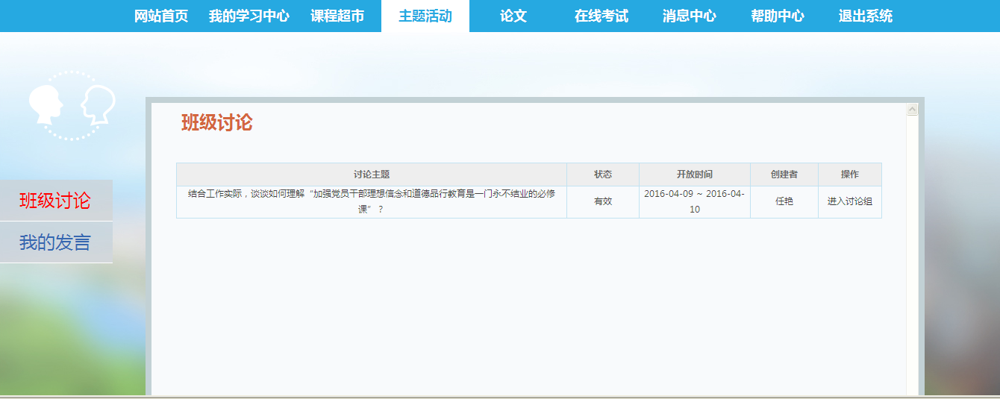 网站首页 我的学习中心 课程超市 主题活动 论文 在线考试 消息中心 帮助中心 退出系统
班级讨论
班级讨论
我的发言
讨论主题 状态 开放时间 创建者 操作
结合工作实际，谈谈如何理解“加强党员干部理想信念和道德品行教育是一门永不结业的必修
课”？
有效
2016-04-09 ~ 2016-04-
10
任艳
进入讨论组